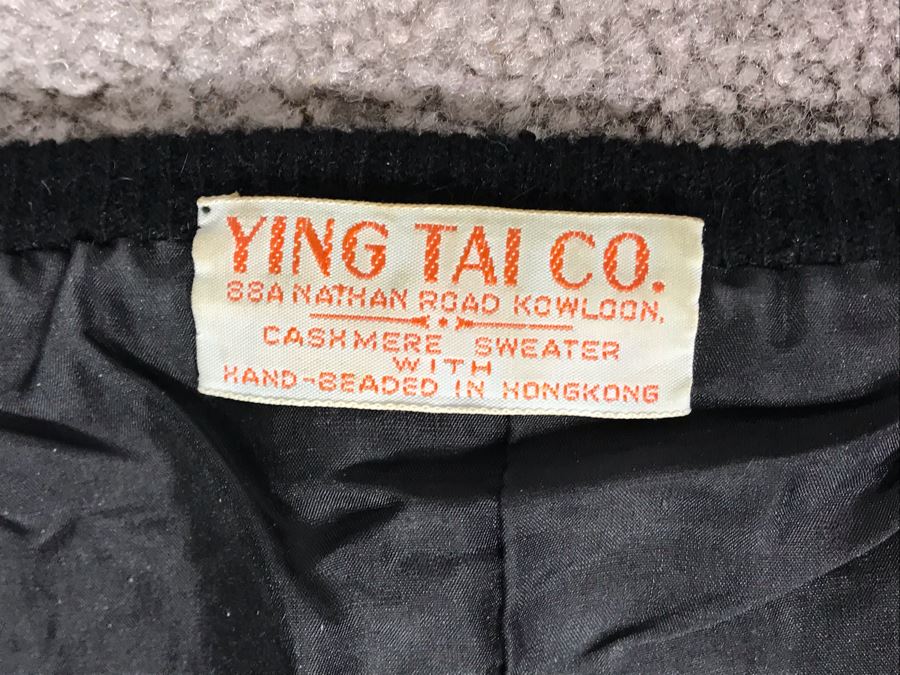 YING TAI CO.
88A NATHAN ROAD KOWLOON,
CASHMERE SWEATER
WITH
HAND-BEADED IN HONGKONG